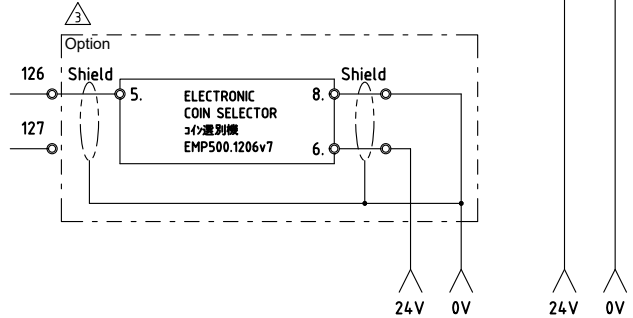 3
Option
126 Shield Shield
5. ELECTRONIC 8.
COIN SELECTOR
127 コイン選別機
EMP500.1206v7 6.
24V 0V 24V 0V